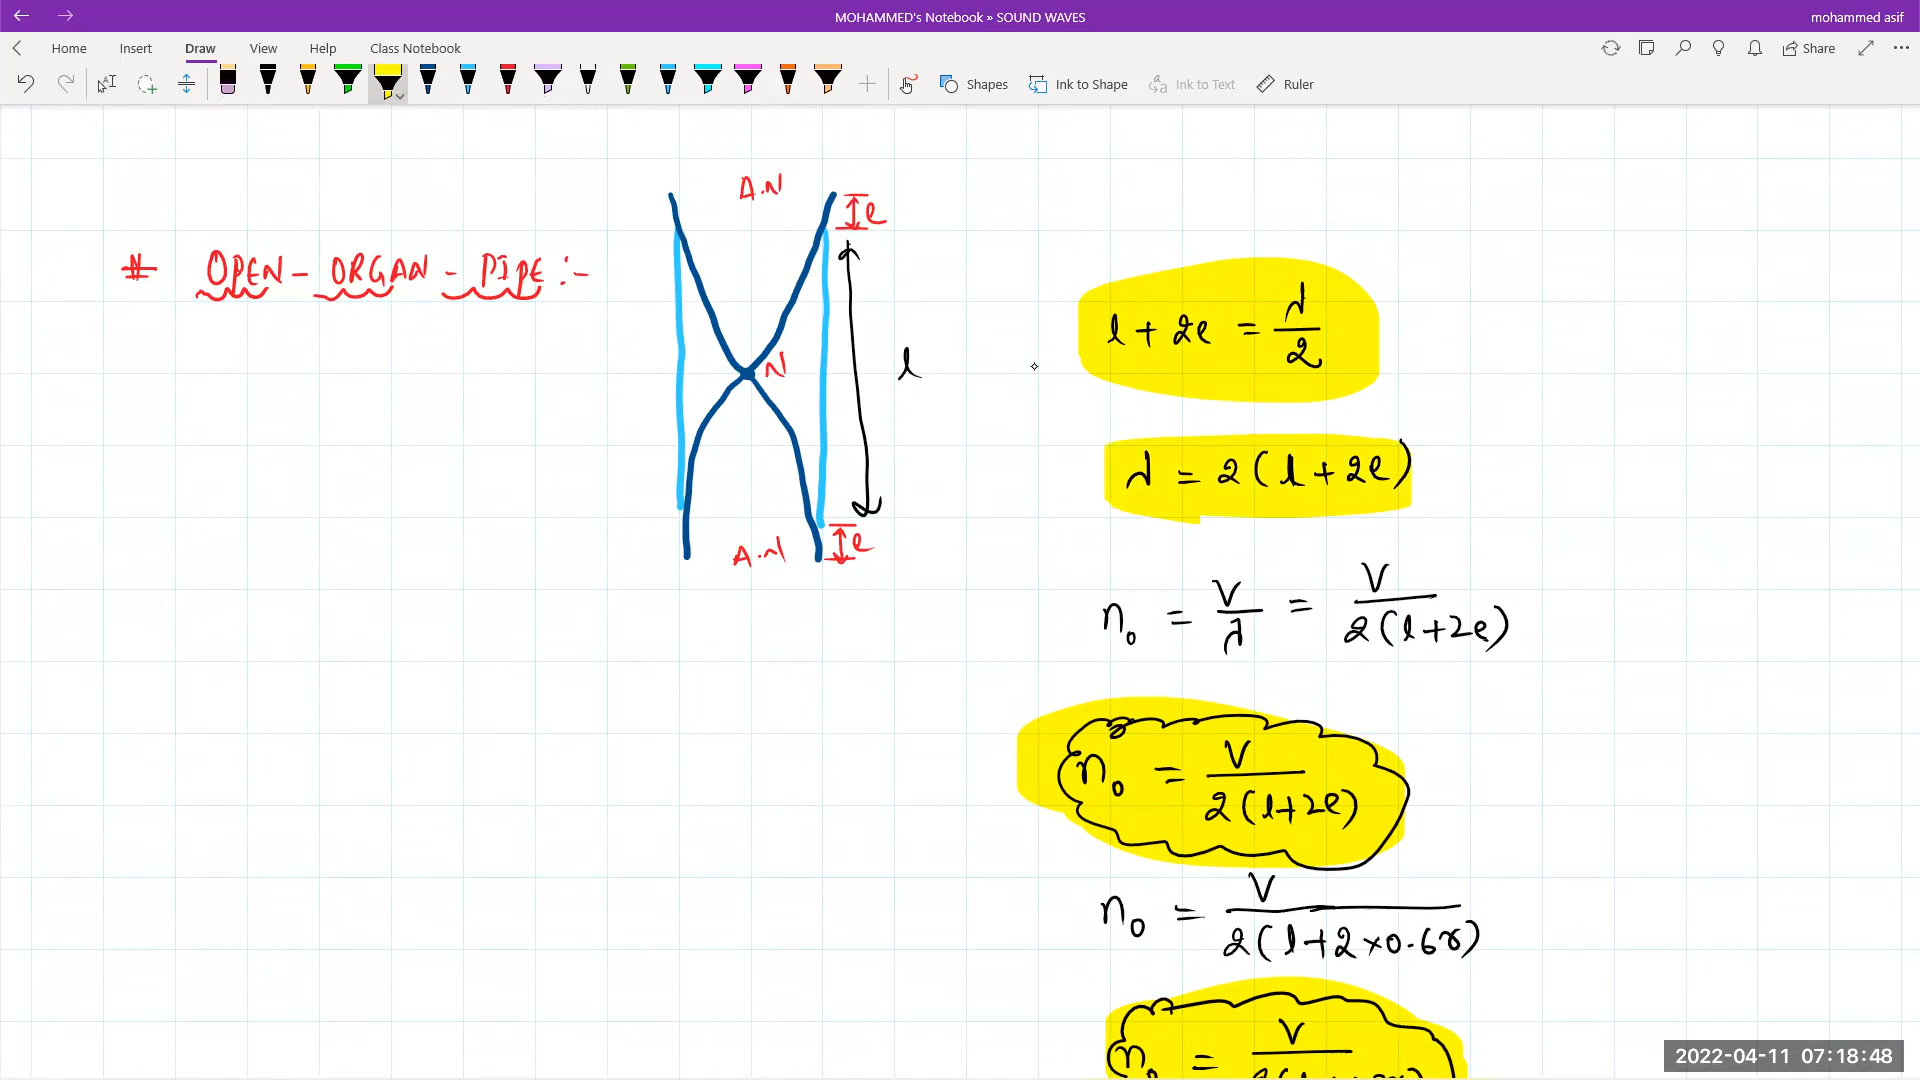 MOHAMMED's Notebook » SOUND WAVES
mohammed asif
Home Insert Draw View Help Class Notebook
Share
Shapes Ink to Shape Ink to Text Ruler
A.N
e
# OPEN - ORGAN - PIPE :-
l + 2e = λ/2
N
l
λ = 2(l+2e)
A.N
e
n₀ = V/λ = V/2(l+2e)
n₀ = V/2(l+2e)
n₀ = V/2(l+2×0.6r)
n₀ = V
2022-04-11 07:18:48